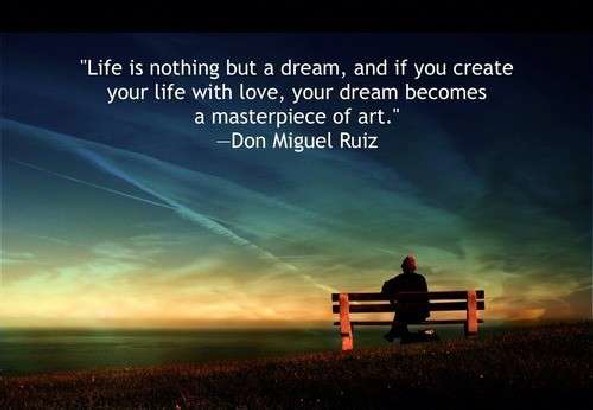 "Life is nothing but a dream, and if you create
your life with love, your dream becomes
a masterpiece of art."
—Don Miguel Ruiz